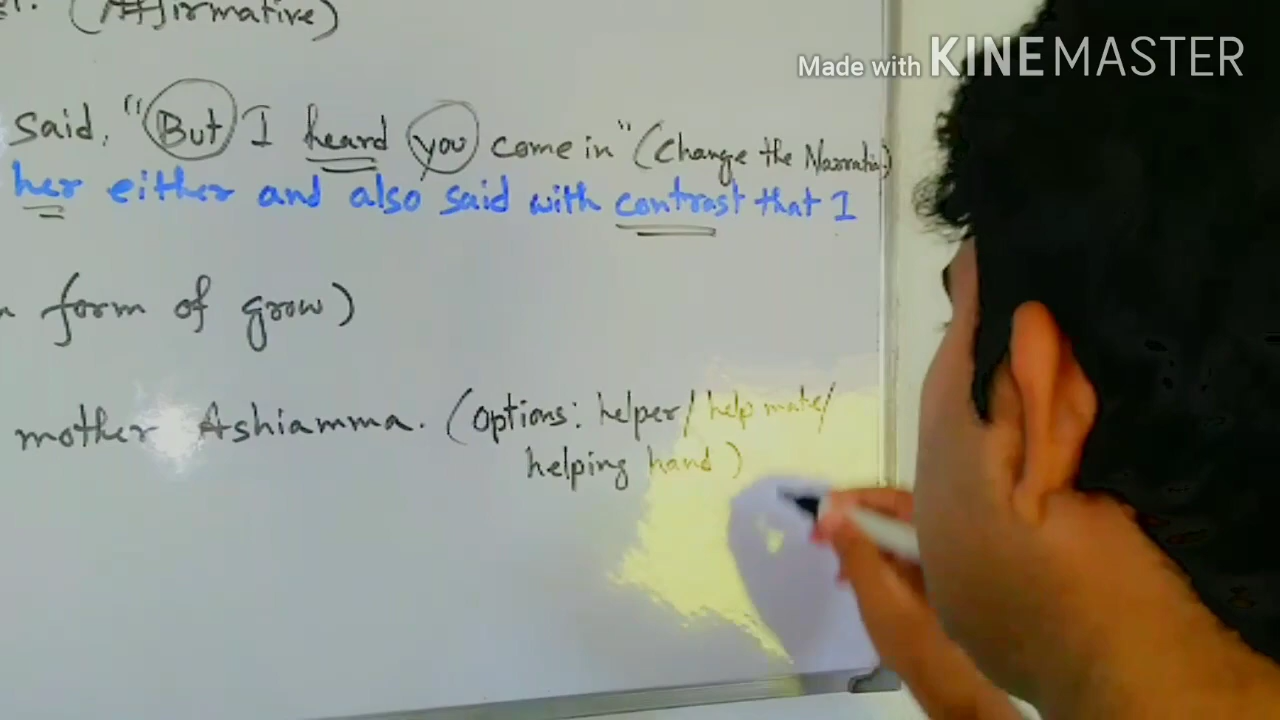 (Affirmative)
Made with KINEMASTER
said, "But I heard you come in" (Change the Narration)
her either and also said with contrast that I
form of grow)
mother Ashiamma. (Options: helper/ help mate/
helping hand)